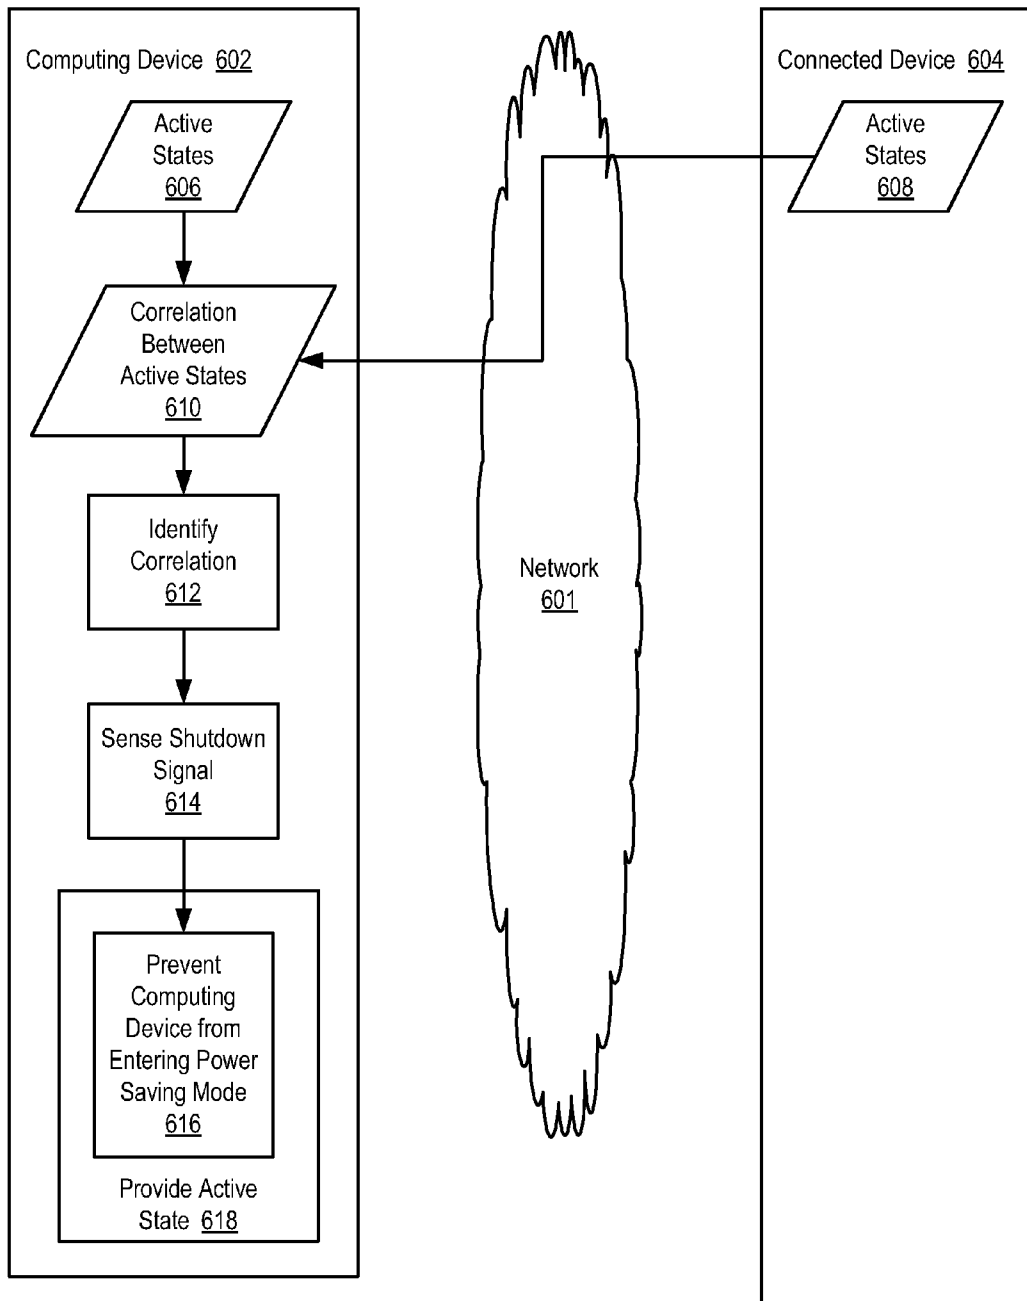 Computing Device 602
Active
States
606
Correlation
Between
Active States
610
Identify
Correlation
612
Sense Shutdown
Signal
614
Prevent
Computing
Device from
Entering Power
Saving Mode
616
Provide Active
State 618
Network
601
Connected Device 604
Active
States
608